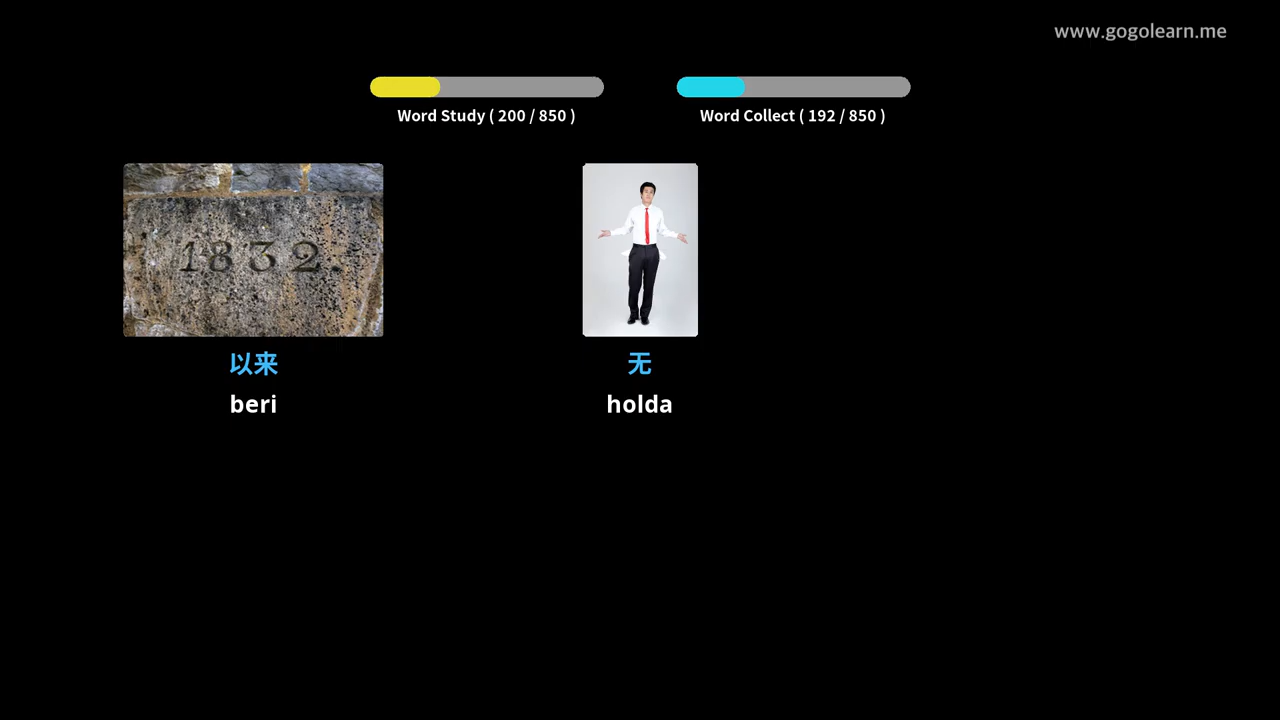 www.gogolearn.me
Word Study ( 200 / 850 )
Word Collect ( 192 / 850 )
1832.
以来
beri
无
holda